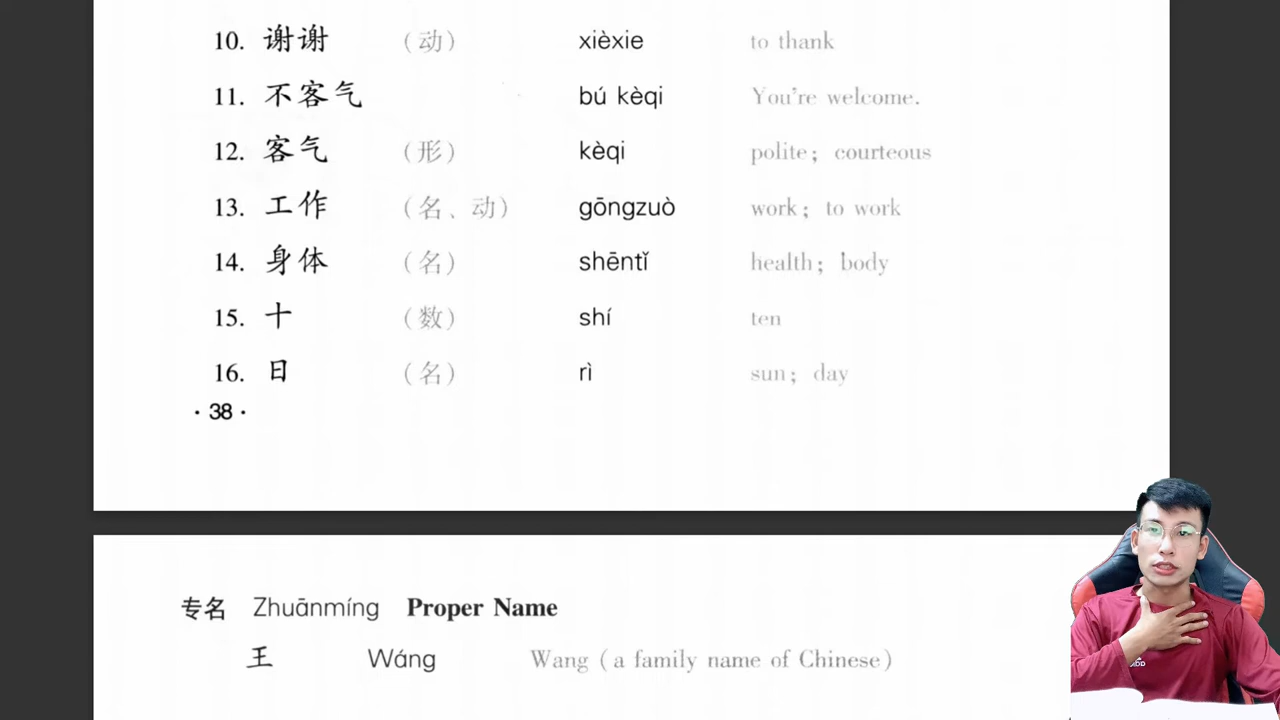 10. 谢谢 （动） xièxie to thank
11. 不客气 bú kèqi You're welcome.
12. 客气 （形） kèqi polite； courteous
13. 工作 （名、动） gōngzuò work； to work
14. 身体 （名） shēntǐ health； body
15. 十 （数） shí ten
16. 日 （名） rì sun； day
· 38 ·
专名 Zhuānmíng Proper Name
王 Wáng Wang（a family name of Chinese）